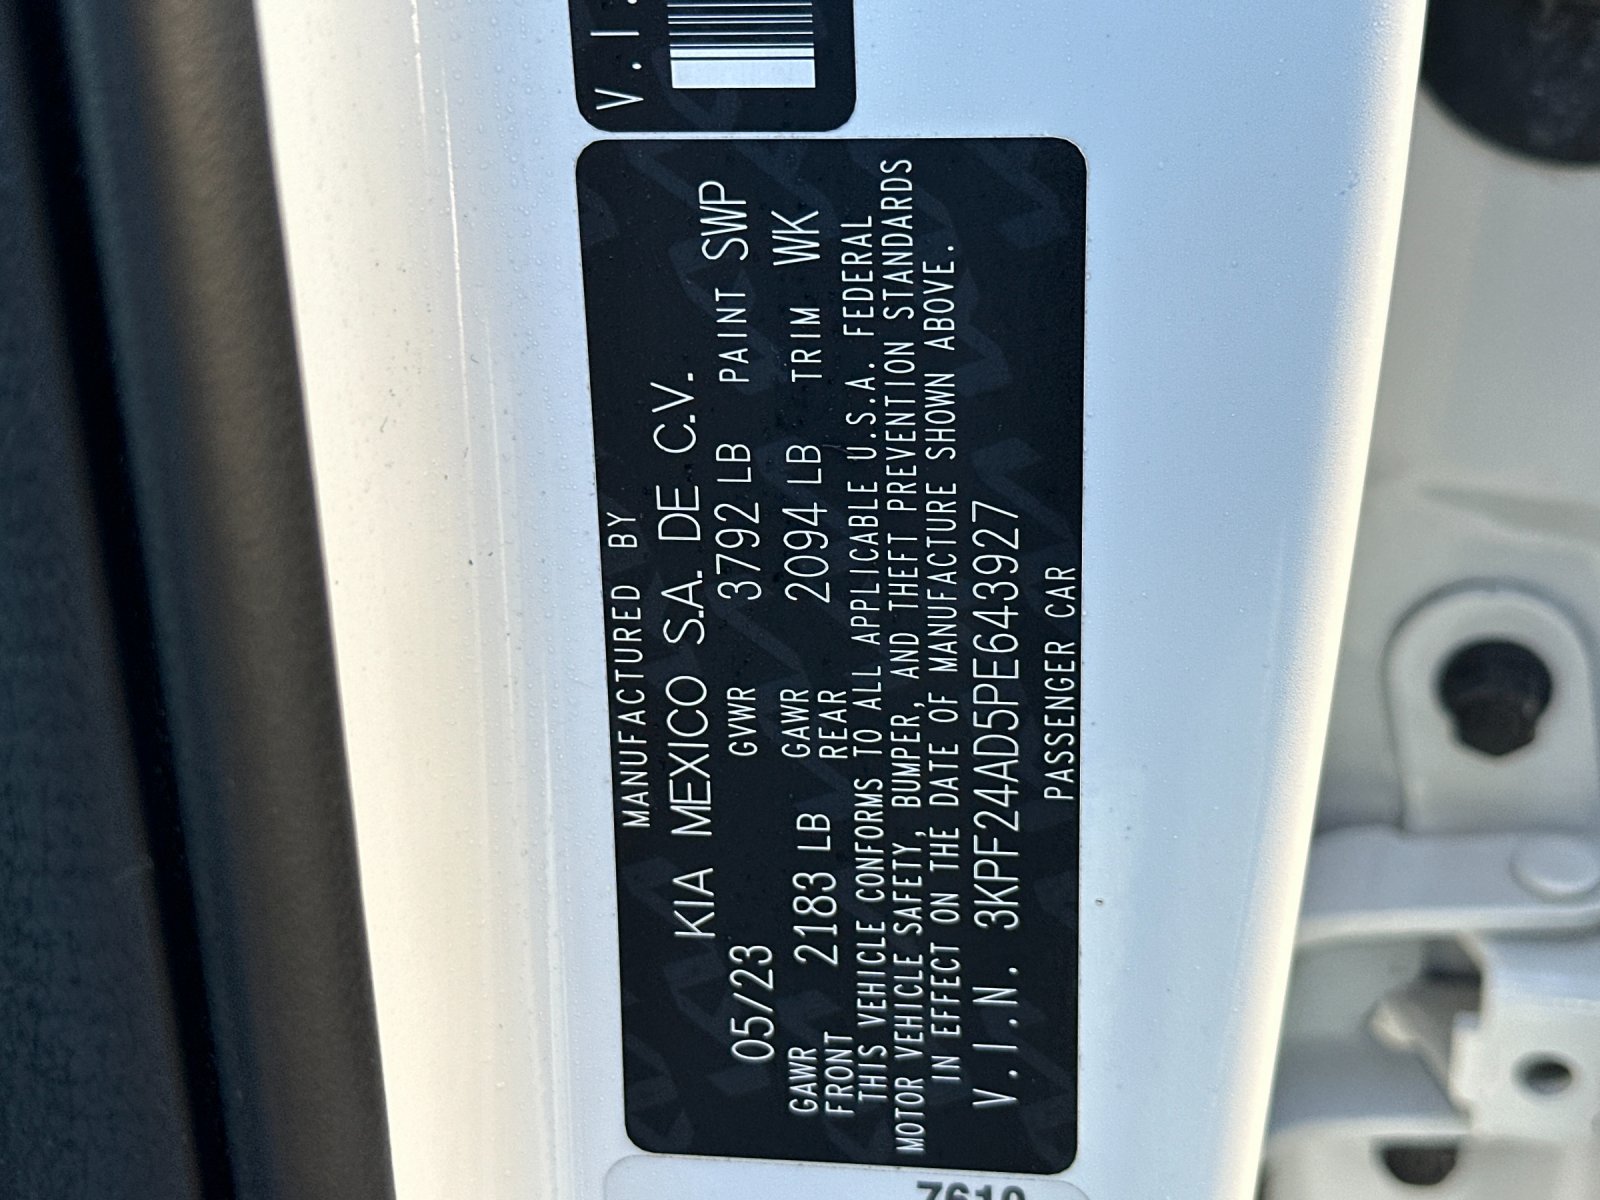 V.I.
MANUFACTURED BY
KIA MEXICO S.A. DE C.V.
05/23 GVWR 3792 LB PAINT SWP
GAWR FRONT 2183 LB GAWR REAR 2094 LB TRIM WK
THIS VEHICLE CONFORMS TO ALL APPLICABLE U.S.A. FEDERAL
MOTOR VEHICLE SAFETY, BUMPER, AND THEFT PREVENTION STANDARDS
IN EFFECT ON THE DATE OF MANUFACTURE SHOWN ABOVE.
V.I.N. 3KPF24AD5PE643927
PASSENGER CAR